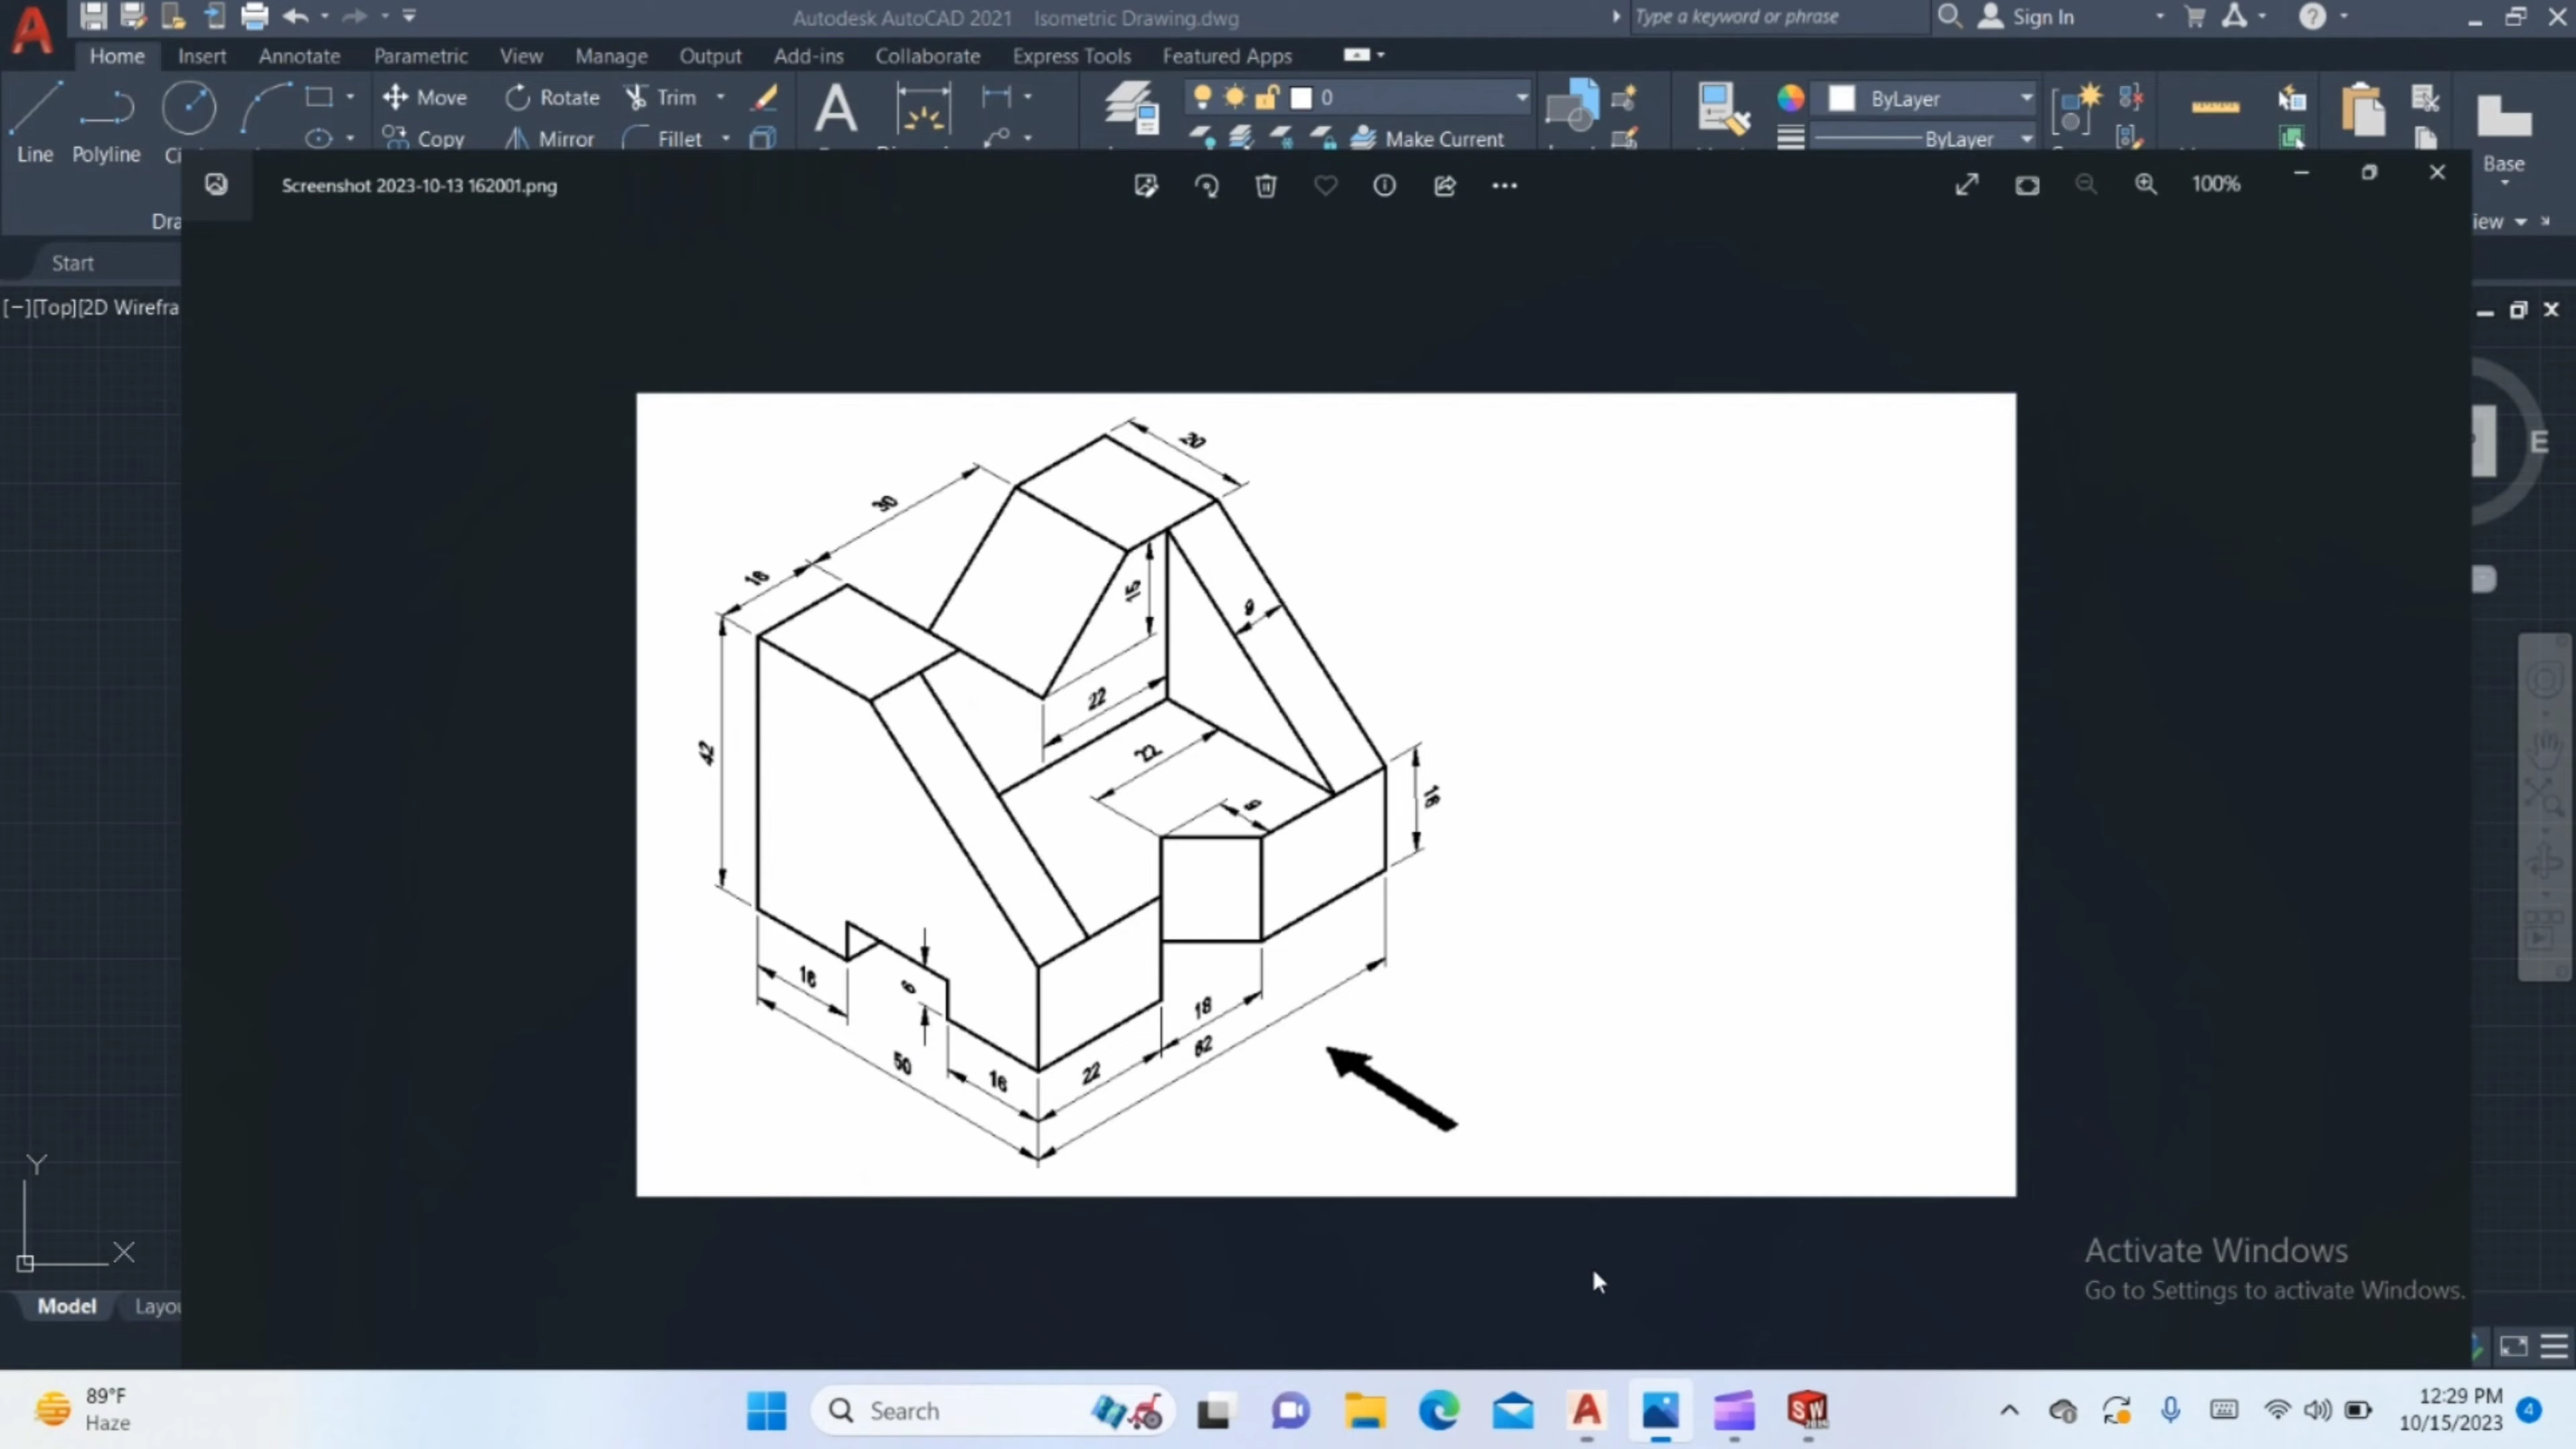 Autodesk AutoCAD 2021 Isometric Drawing.dwg
Type a keyword or phrase
Sign In
Home Insert Annotate Parametric View Manage Output Add-ins Collaborate Express Tools Featured Apps
Move Rotate Trim
0
ByLayer
Copy Mirror Fillet
Make Current
ByLayer
Line Polyline
Base
Screenshot 2023-10-13 162001.png
100%
Start
[−][Top][2D Wirefra
E
20
30
16
15
9
22
42
22
6
16
16
6
18
50
16
22
62
Y
X
Activate Windows
Go to Settings to activate Windows.
Model
89°F
Haze
Search
SW
12:29 PM
10/15/2023
4